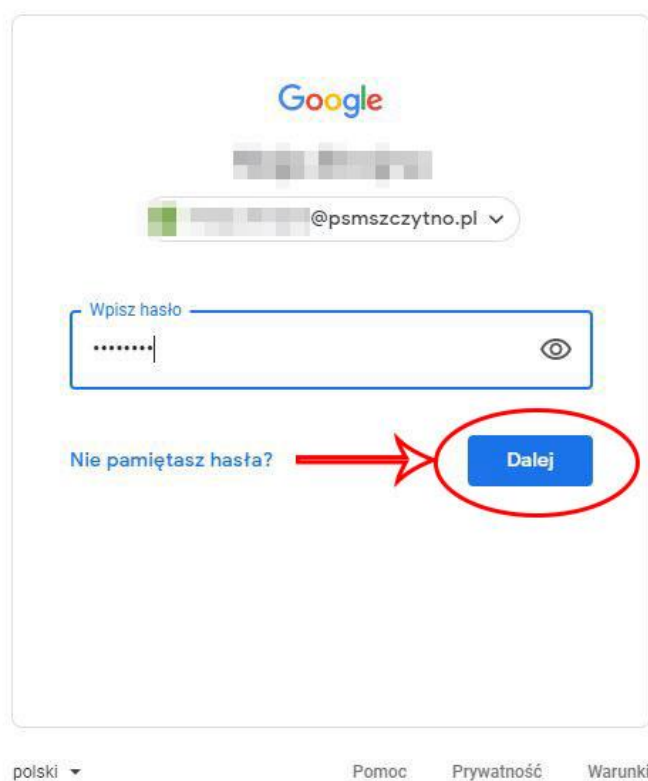 Google
@psmszczytno.pl
Wpisz hasło
Nie pamiętasz hasła?
Dalej
polski
Pomoc Prywatność Warunki